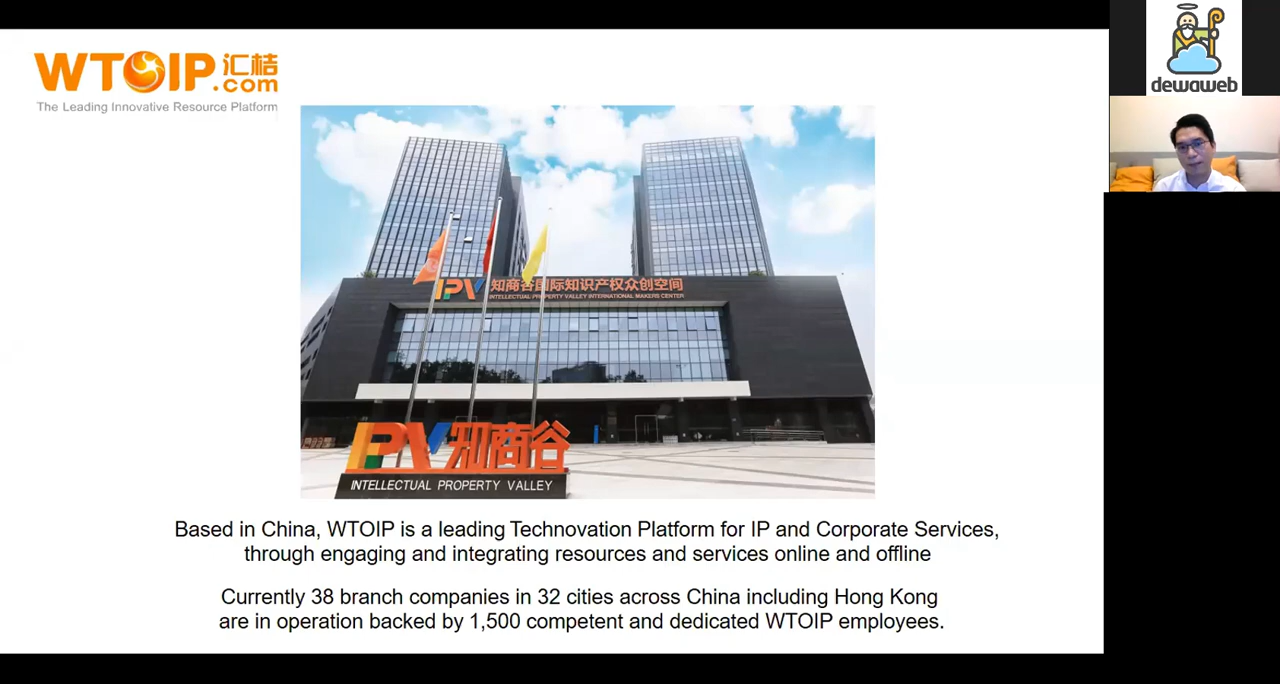 WTOIP汇桔
.com
The Leading Innovative Resource Platform
dewaweb
IPV 知商谷国际知识产权众创空间
INTELLECTUAL PROPERTY VALLEY INTERNATIONAL MAKERS CENTER
IPV知商谷
INTELLECTUAL PROPERTY VALLEY
Based in China, WTOIP is a leading Technovation Platform for IP and Corporate Services,
through engaging and integrating resources and services online and offline
Currently 38 branch companies in 32 cities across China including Hong Kong
are in operation backed by 1,500 competent and dedicated WTOIP employees.